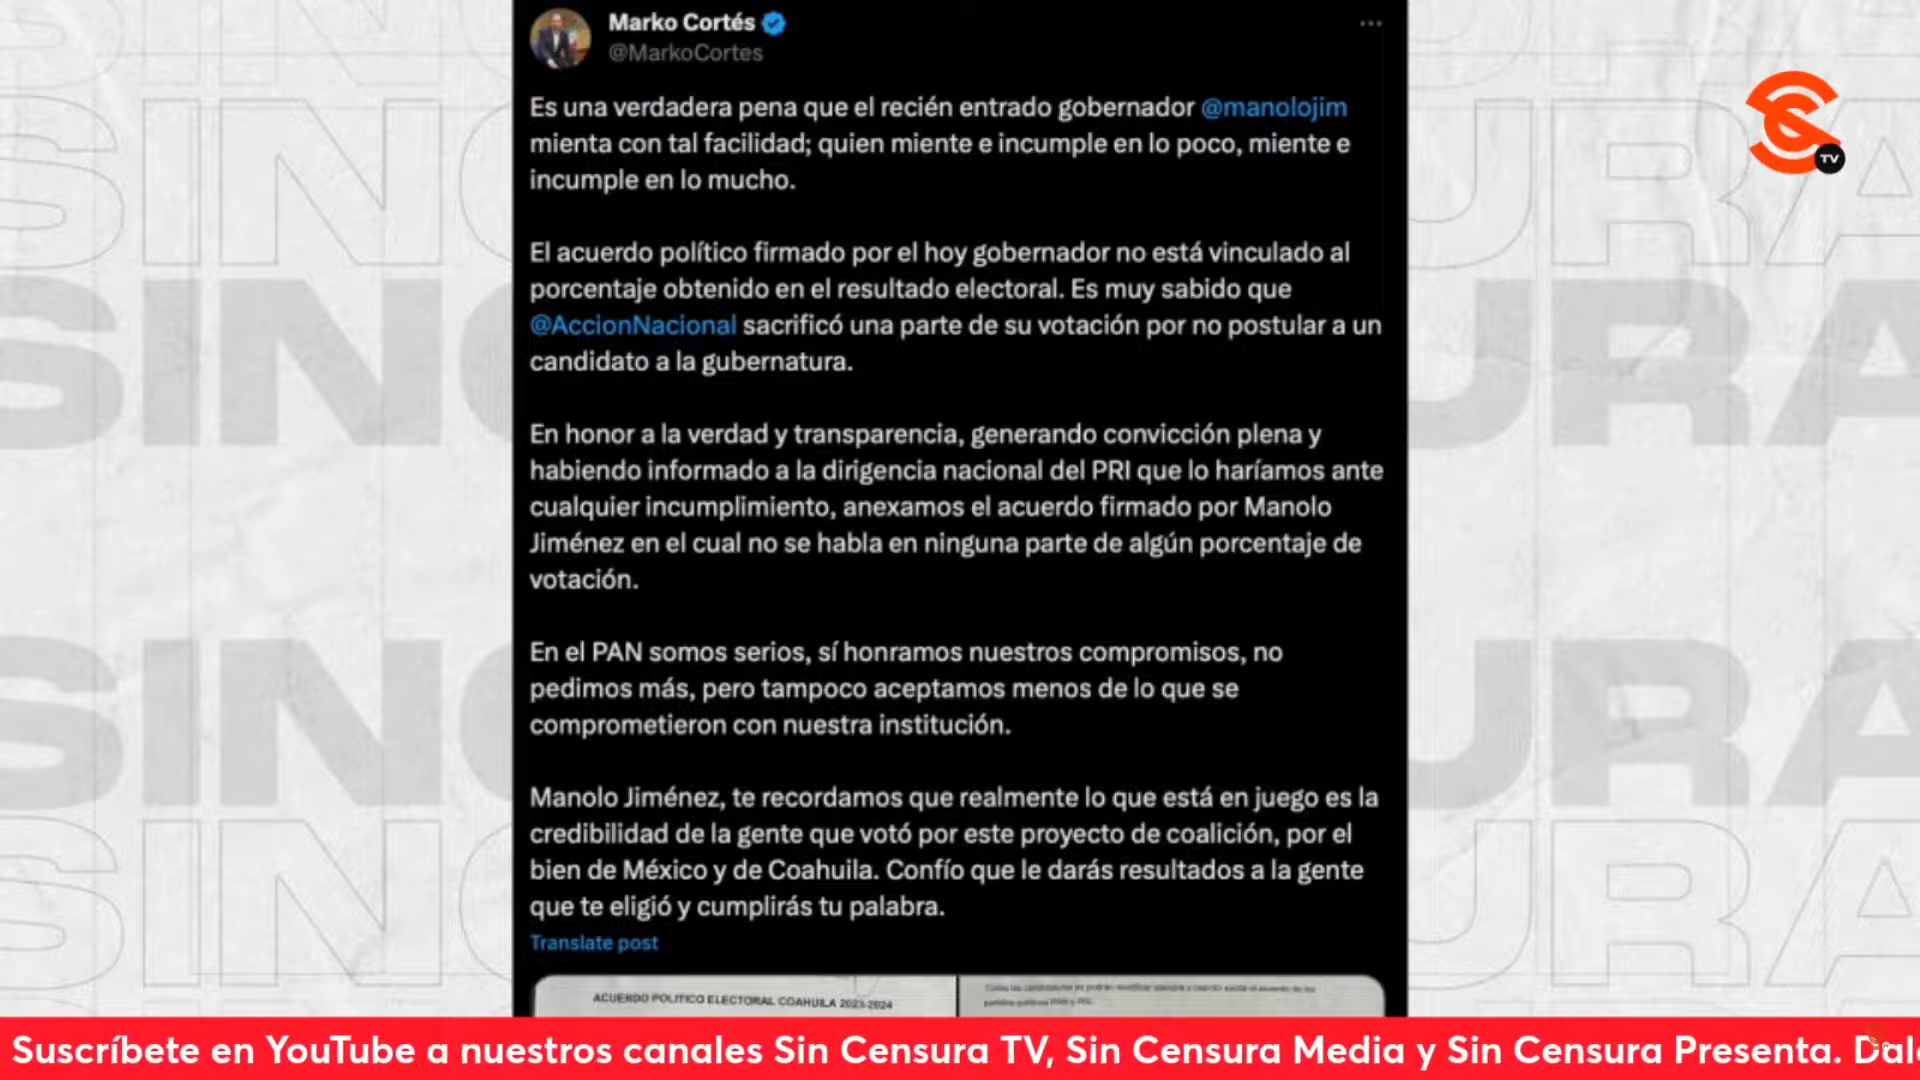 Marko Cortés
@MarkoCortes
Es una verdadera pena que el recién entrado gobernador @manolojim
mienta con tal facilidad; quien miente e incumple en lo poco, miente e
incumple en lo mucho.
El acuerdo político firmado por el hoy gobernador no está vinculado al
porcentaje obtenido en el resultado electoral. Es muy sabido que
@AccionNacional sacrificó una parte de su votación por no postular a un
candidato a la gubernatura.
En honor a la verdad y transparencia, generando convicción plena y
habiendo informado a la dirigencia nacional del PRI que lo haríamos ante
cualquier incumplimiento, anexamos el acuerdo firmado por Manolo
Jiménez en el cual no se habla en ninguna parte de algún porcentaje de
votación.
En el PAN somos serios, sí honramos nuestros compromisos, no
pedimos más, pero tampoco aceptamos menos de lo que se
comprometieron con nuestra institución.
Manolo Jiménez, te recordamos que realmente lo que está en juego es la
credibilidad de la gente que votó por este proyecto de coalición, por el
bien de México y de Coahuila. Confío que le darás resultados a la gente
que te eligió y cumplirás tu palabra.
Translate post
ACUERDO POLITICO ELECTORAL COAHUILA 2023-2024
TV
SINC
SINC
SINC
SINC
URA
URA
URA
URA
Suscríbete en YouTube a nuestros canales Sin Censura TV, Sin Censura Media y Sin Censura Presenta. Dale